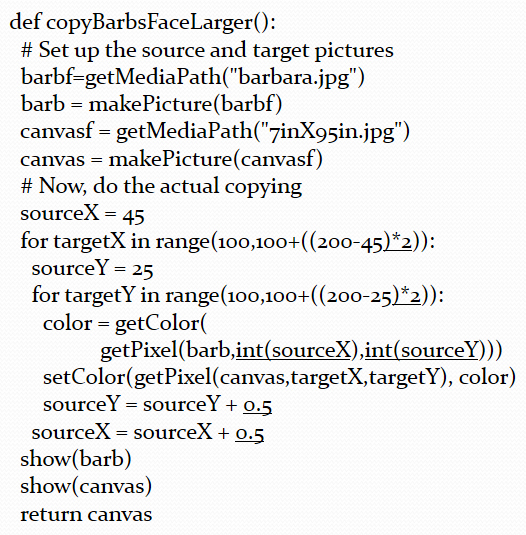 def copyBarbsFaceLarger():
  # Set up the source and target pictures
  barbf=getMediaPath("barbara.jpg")
  barb = makePicture(barbf)
  canvasf = getMediaPath("7inX95in.jpg")
  canvas = makePicture(canvasf)
  # Now, do the actual copying
  sourceX = 45
  for targetX in range(100,100+((200-45)*2)):
    sourceY = 25
    for targetY in range(100,100+((200-25)*2)):
      color = getColor(
            getPixel(barb,int(sourceX),int(sourceY)))
      setColor(getPixel(canvas,targetX,targetY), color)
      sourceY = sourceY + 0.5
    sourceX = sourceX + 0.5
  show(barb)
  show(canvas)
  return canvas